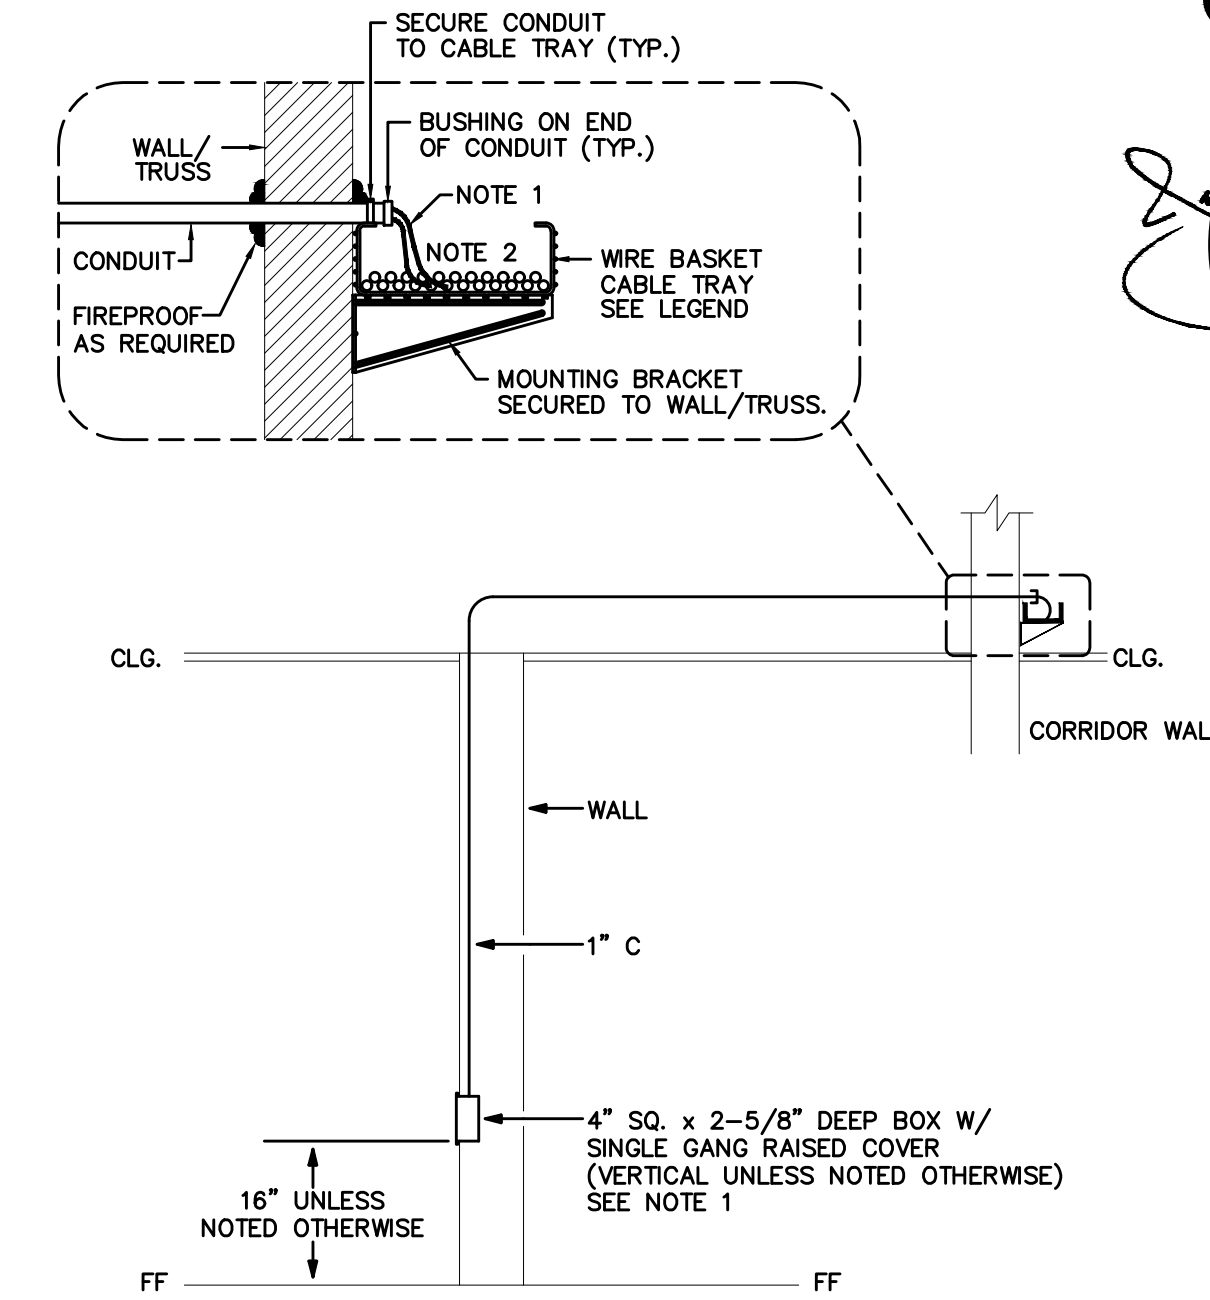 SECURE CONDUIT
TO CABLE TRAY (TYP.)
BUSHING ON END
OF CONDUIT (TYP.)
WALL/
TRUSS
NOTE 1
NOTE 2
CONDUIT
WIRE BASKET
CABLE TRAY
SEE LEGEND
FIREPROOF
AS REQUIRED
MOUNTING BRACKET
SECURED TO WALL/TRUSS.
CLG.
CLG.
CORRIDOR WAL
WALL
1" C
4" SQ. x 2-5/8" DEEP BOX W/
SINGLE GANG RAISED COVER
(VERTICAL UNLESS NOTED OTHERWISE)
SEE NOTE 1
16" UNLESS
NOTED OTHERWISE
FF
FF